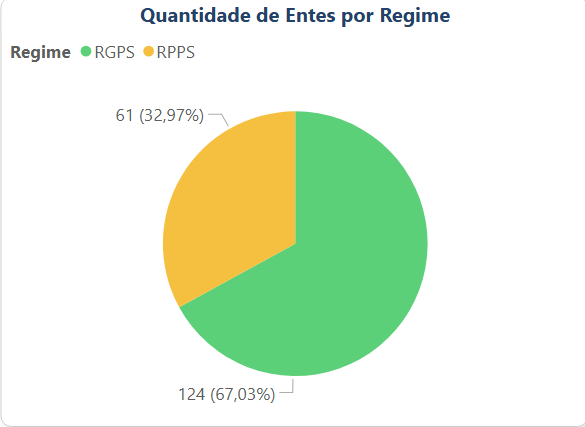 Quantidade de Entes por Regime
Regime RGPS RPPS
61 (32,97%)
124 (67,03%)